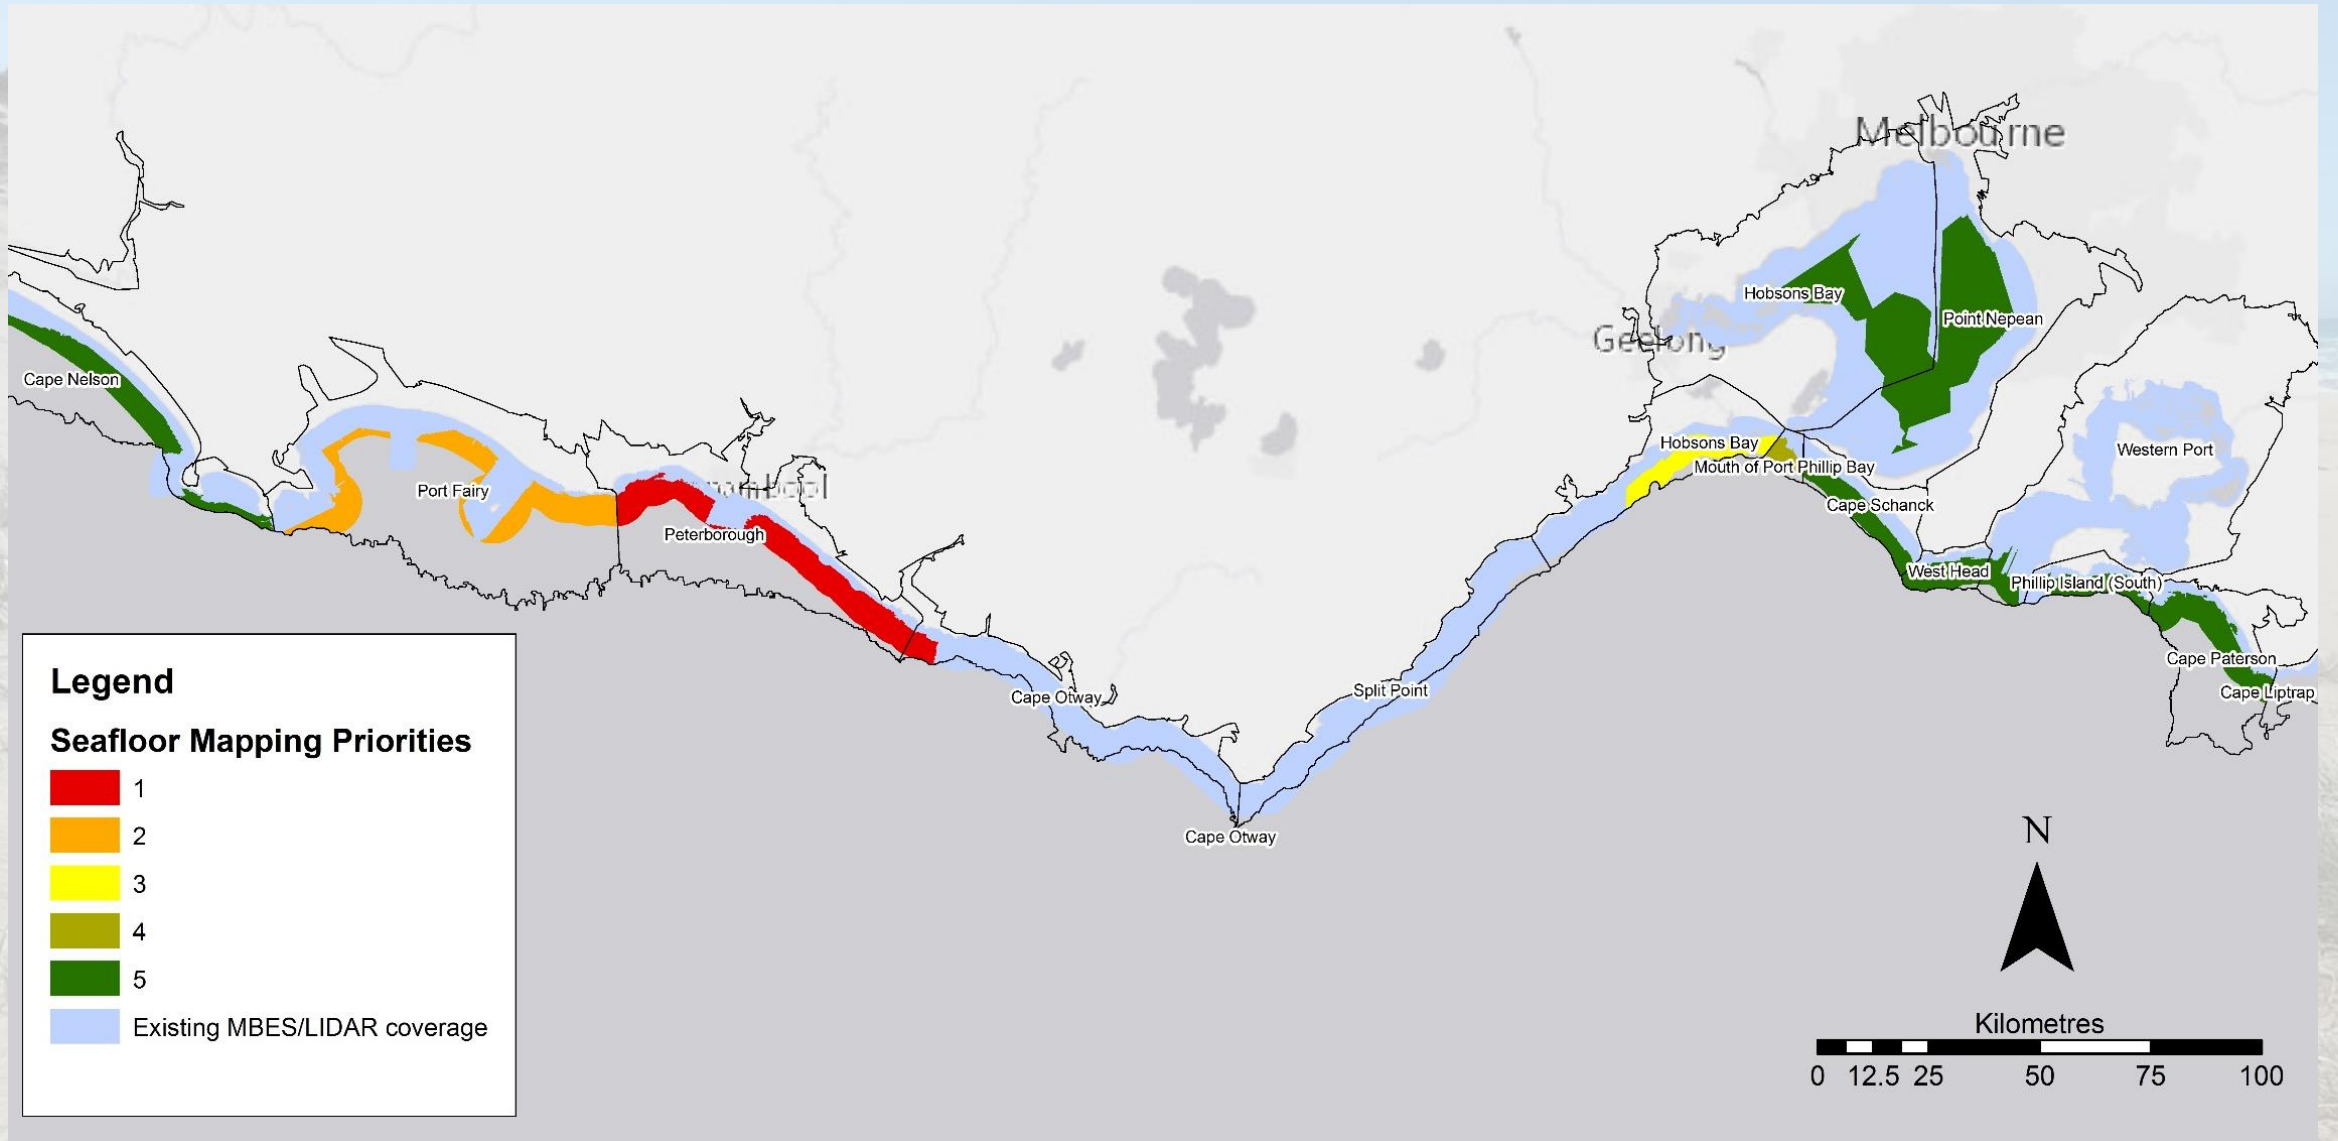 Melbourne
Hobsons Bay
Point Nepean
Geelong
Cape Nelson
Hobsons Bay
Western Port
Mouth of Port Phillip Bay
Port Fairy
Cape Schanck
Peterborough
West Head
Phillip Island (South)
Cape Paterson
Split Point
Cape Liptrap
Cape Otway
Cape Otway
Legend
Seafloor Mapping Priorities
1
2
3
4
5
Existing MBES/LIDAR coverage
N
Kilometres
0 12.5 25 50 75 100